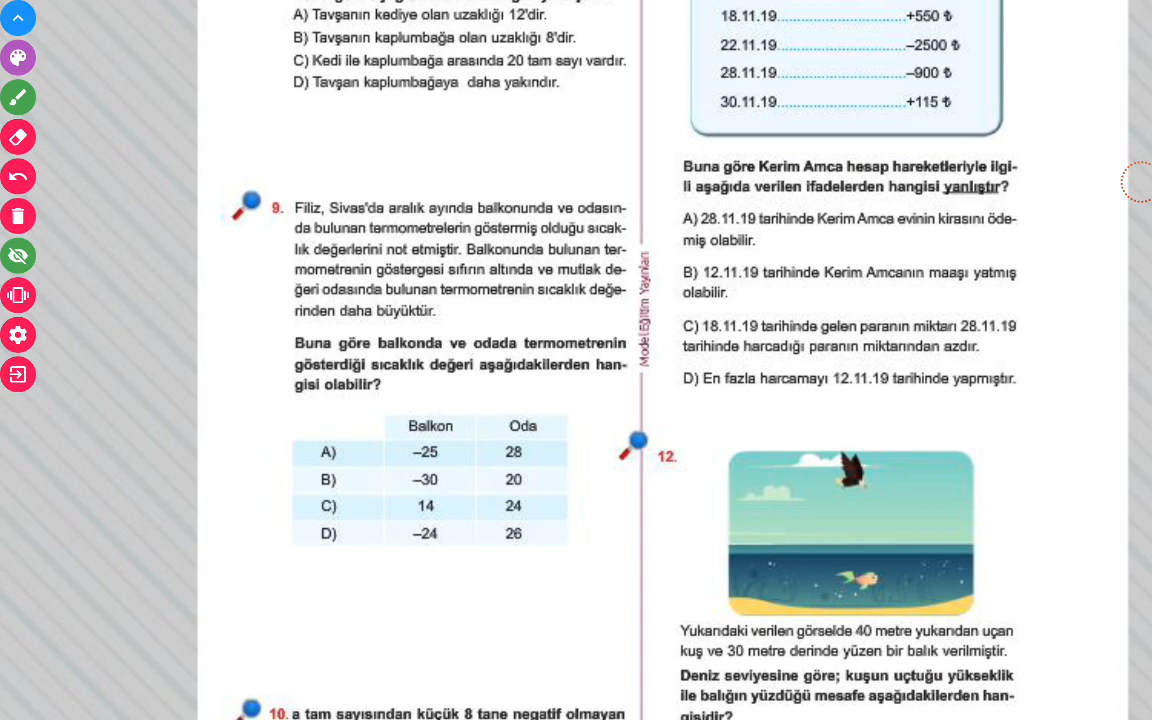 A) Tavşanın kediye olan uzaklığı 12'dir.
B) Tavşanın kaplumbağa olan uzaklığı 8'dir.
C) Kedi ile kaplumbağa arasında 20 tam sayı vardır.
D) Tavşan kaplumbağaya daha yakındır.
9. Filiz, Sivas'da aralık ayında balkonunda ve odasın-
da bulunan termometrelerin göstermiş olduğu sıcak-
lık değerlerini not etmiştir. Balkonunda bulunan ter-
mometrenin göstergesi sıfırın altında ve mutlak de-
ğeri odasında bulunan termometrenin sıcaklık değe-
rinden daha büyüktür.
Buna göre balkonda ve odada termometrenin
gösterdiği sıcaklık değeri aşağıdakilerden han-
gisi olabilir?
Balkon Oda
A) –25 28
B) –30 20
C) 14 24
D) –24 26
10. a tam sayısından küçük 8 tane negatif olmayan
Model Eğitim Yayınları
18.11.19................................+550 ₺
22.11.19................................–2500 ₺
28.11.19................................–900 ₺
30.11.19................................+115 ₺
Buna göre Kerim Amca hesap hareketleriyle ilgi-
li aşağıda verilen ifadelerden hangisi yanlıştır?
A) 28.11.19 tarihinde Kerim Amca evinin kirasını öde-
miş olabilir.
B) 12.11.19 tarihinde Kerim Amcanın maaşı yatmış
olabilir.
C) 18.11.19 tarihinde gelen paranın miktarı 28.11.19
tarihinde harcadığı paranın miktarından azdır.
D) En fazla harcamayı 12.11.19 tarihinde yapmıştır.
12.
Yukarıdaki verilen görselde 40 metre yukarıdan uçan
kuş ve 30 metre derinde yüzen bir balık verilmiştir.
Deniz seviyesine göre; kuşun uçtuğu yükseklik
ile balığın yüzdüğü mesafe aşağıdakilerden han-
gisidir?